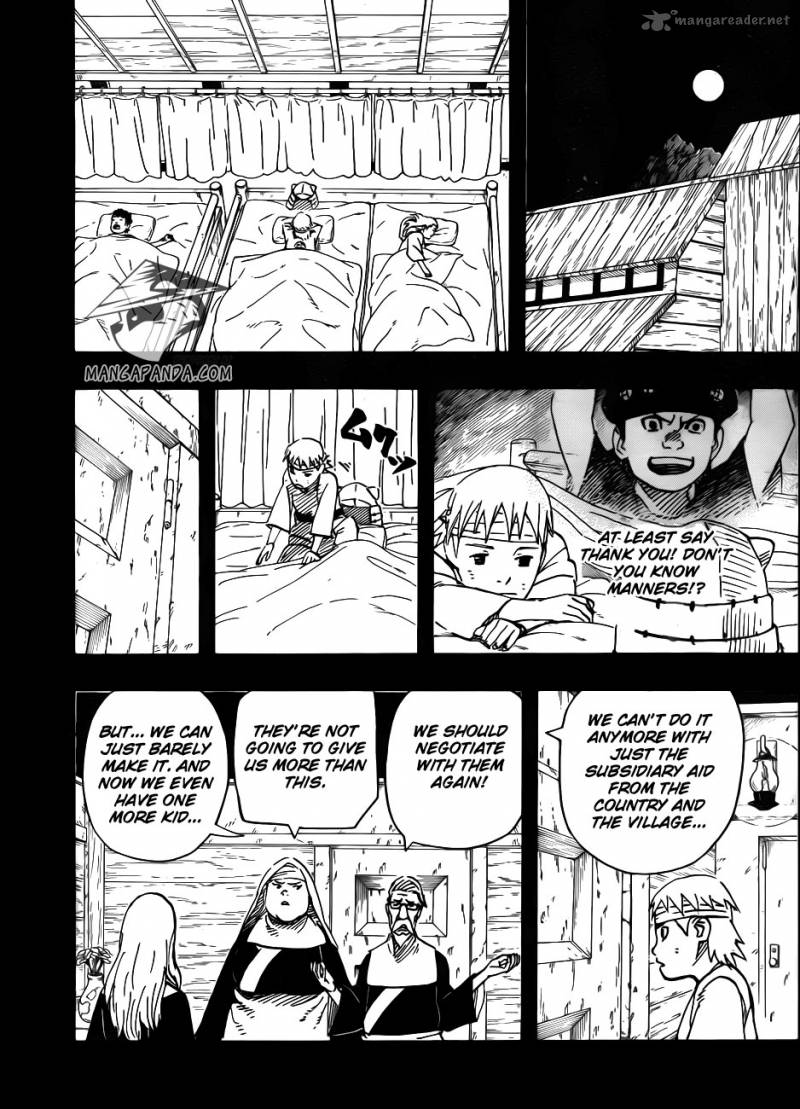 mangareader.net
MANGAPANDA.COM
ムクッ
AT LEAST SAY
THANK YOU! DON'T
YOU KNOW
MANNERS!?
WE CAN'T DO IT
ANYMORE WITH
JUST THE
SUBSIDIARY AID
FROM THE
COUNTRY AND
THE VILLAGE...
WE SHOULD
NEGOTIATE
WITH THEM
AGAIN!
THEY'RE NOT
GOING TO GIVE
US MORE THAN
THIS.
BUT... WE CAN
JUST BARELY
MAKE IT. AND
NOW WE EVEN
HAVE ONE
MORE KID...